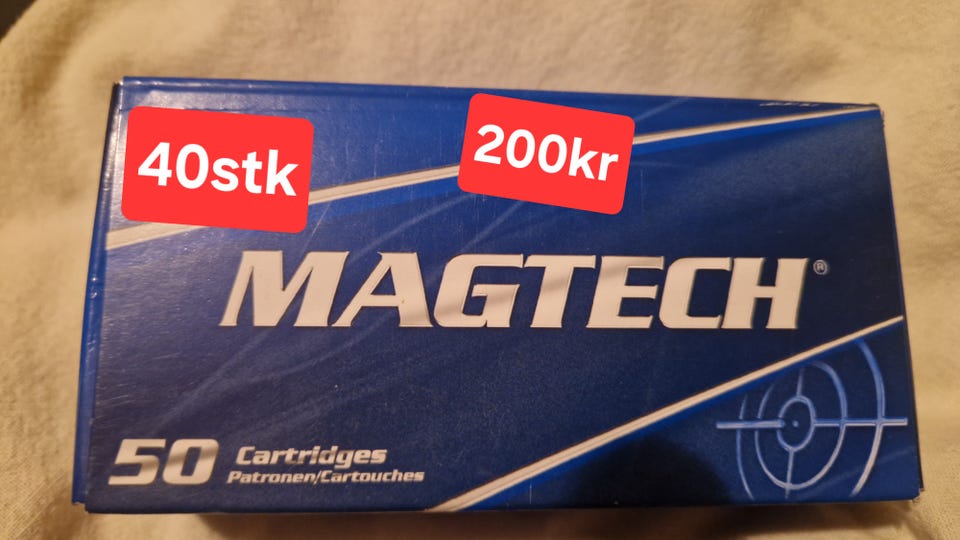 40stk
200kr
MAGTECH®
50 Cartridges
Patronen/Cartouches